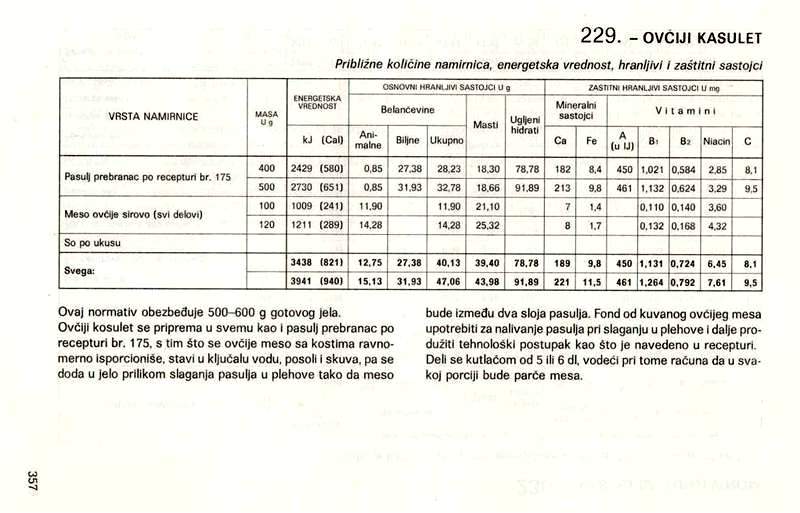 229. – OVČIJI KASULET
Približne količine namirnica, energetska vrednost, hranljivi i zaštitni sastojci
VRSTA NAMIRNICE MASA U g ENERGETSKA VREDNOST kJ (Cal) OSNOVNI HRANLJIVI SASTOJCI U g ZAŠTITNI HRANLJIVI SASTOJCI U mg
Belančevine Masti Ugljeni hidrati Mineralni sastojci Vitamini
Animalne Biljne Ukupno Ca Fe A (u IJ) B1 B2 Niacin C
Pasulj prebranac po recepturi br. 175
400 2429 (580) 0,85 27,38 28,23 18,30 78,78 182 8,4 450 1,021 0,584 2,85 8,1
500 2730 (651) 0,85 31,93 32,78 18,66 91,89 213 9,8 461 1,132 0,624 3,29 9,5
Meso ovčije sirovo (svi delovi)
100 1009 (241) 11,90 11,90 21,10 7 1,4 0,110 0,140 3,60
120 1211 (289) 14,28 14,28 25,32 8 1,7 0,132 0,168 4,32
So po ukusu
Svega:
3438 (821) 12,75 27,38 40,13 39,40 78,78 189 9,8 450 1,131 0,724 6,45 8,1
3941 (940) 15,13 31,93 47,06 43,98 91,89 221 11,5 461 1,264 0,792 7,61 9,5
Ovaj normativ obezbeđuje 500–600 g gotovog jela.
Ovčiji kosulet se priprema u svemu kao i pasulj prebranac po
recepturi br. 175, s tim što se ovčije meso sa kostima ravno-
merno isporcioniše, stavi u ključalu vodu, posoli i skuva, pa se
doda u jelo prilikom slaganja pasulja u plehove tako da meso
bude između dva sloja pasulja. Fond od kuvanog ovčijeg mesa
upotrebiti za nalivanje pasulja pri slaganju u plehove i dalje pro-
dužiti tehnološki postupak kao što je navedeno u recepturi.
Deli se kutlačom od 5 ili 6 dl, vodeći pri tome računa da u sva-
koj porciji bude parče mesa.
357